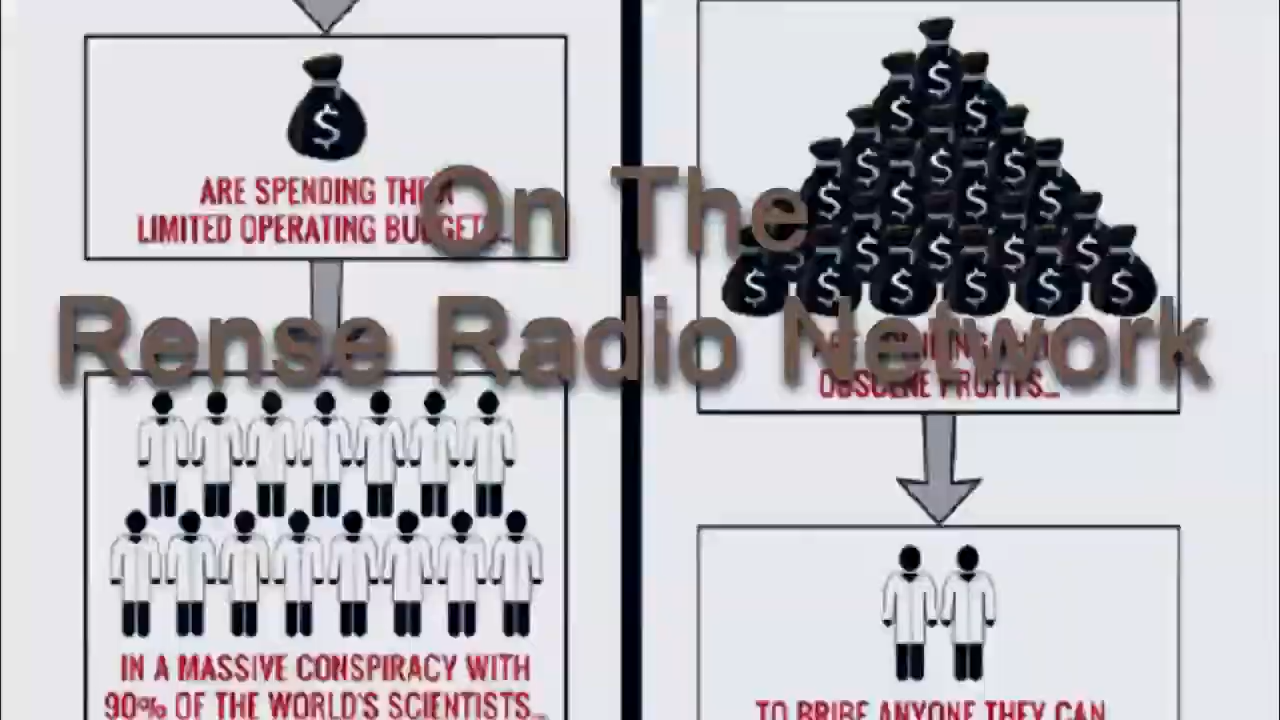 $
ARE SPENDING THEIR
LIMITED OPERATING BUDGET...
IN A MASSIVE CONSPIRACY WITH
90% OF THE WORLD'S SCIENTISTS...
$
$ $
$ $ $
$ $ $ $
$ $ $ $ $
$ $ $ $ $ $
OBSCENE PROFITS...
TO BRIBE ANYONE THEY CAN
On The
Rense Radio Network